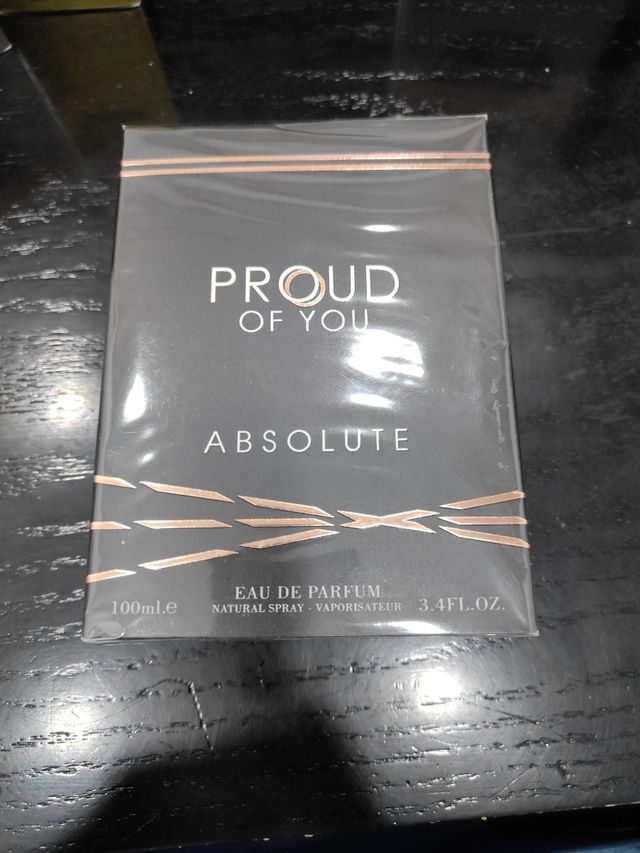 PROUD
OF YOU
ABSOLUTE
EAU DE PARFUM
100ml.e NATURAL SPRAY - VAPORISATEUR 3.4FL.OZ.